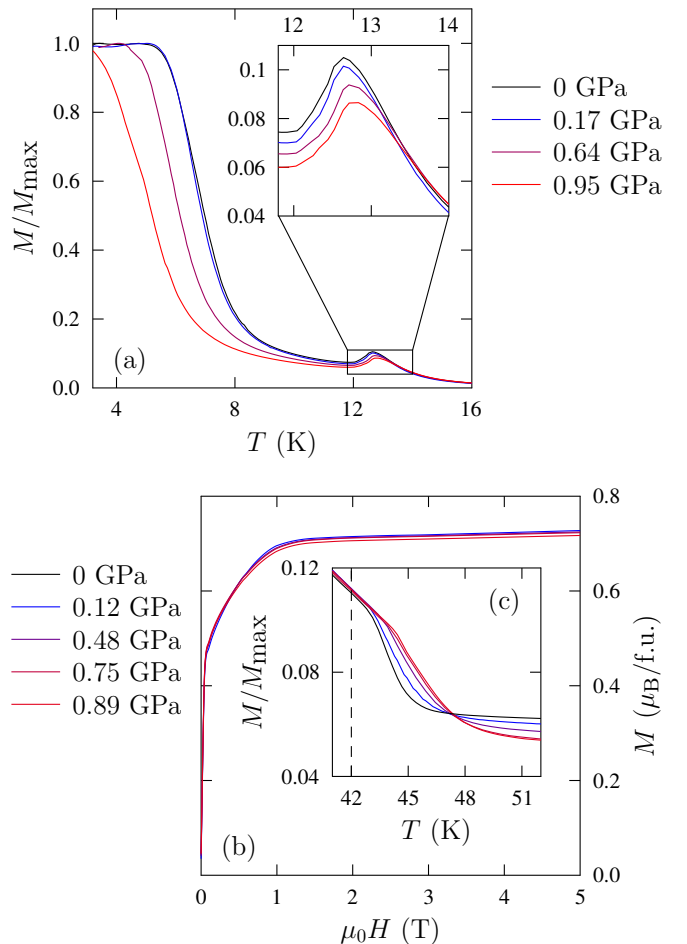 12 13 14
1.0
0.8
0.6
0.4
0.2
0.0
M/Mmax
0.1
0.08
0.06
0.04
0 GPa
0.17 GPa
0.64 GPa
0.95 GPa
(a)
4 8 12 16
T (K)
0 GPa
0.12 GPa
0.48 GPa
0.75 GPa
0.89 GPa
0.8
0.6
0.4
0.2
0.0
M (μB/f.u.)
0.12
0.08
0.04
M/Mmax
(c)
42 45 48 51
T (K)
(b)
0 1 2 3 4 5
μ0H (T)